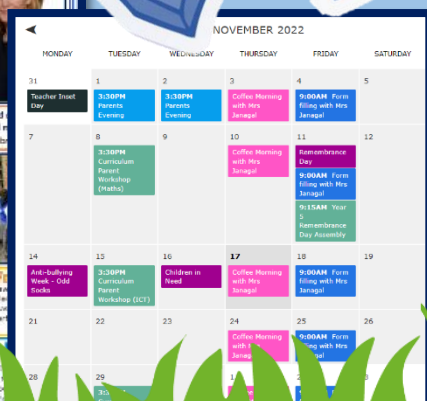 NOVEMBER 2022
MONDAY TUESDAY WEDNESDAY THURSDAY FRIDAY SATURDAY
31 1 2 3 4 5
Teacher Inset
Day
3:30PM
Parents
Evening
3:30PM
Parents
Evening
Coffee Morning
with Mrs
Janagal
9:00AM Form
filling with Mrs
Janagal
7 8 9 10 11 12
3:30PM
Curriculum
Parent
Workshop
(Maths)
Coffee Morning
with Mrs
Janagal
Remembrance
Day
9:00AM Form
filling with Mrs
Janagal
9:15AM Year
5
Remembrance
Day Assembly
14 15 16 17 18 19
Anti-bullying
Week - Odd
Socks
3:30PM
Curriculum
Parent
Workshop (ICT)
Children in
Need
Coffee Morning
with Mrs
Janagal
9:00AM Form
filling with Mrs
Janagal
21 22 23 24 25 26
Coffee Morning
with
9:00AM Form
filling with Mrs
28 29